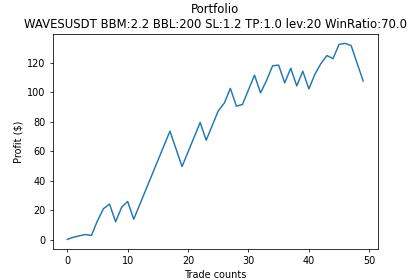 Portfolio
WAVESUSDT BBM:2.2 BBL:200 SL:1.2 TP:1.0 lev:20 WinRatio:70.0
120
100
80
60
40
20
0
Profit ($)
0 10 20 30 40 50
Trade counts